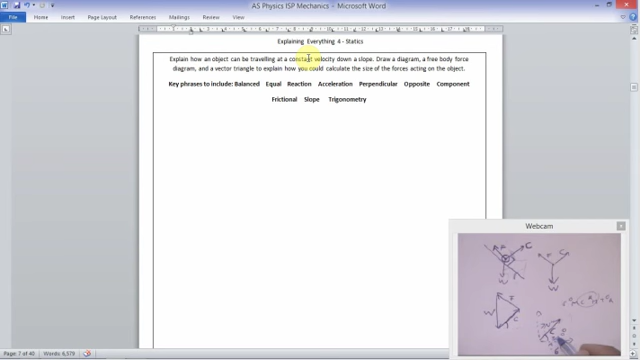 AS Physics ISP Mechanics - Microsoft Word
File Home Insert Page Layout References Mailings Review View
Explaining Everything 4 - Statics
Explain how an object can be travelling at a constant velocity down a slope. Draw a diagram, a free body force
diagram, and a vector triangle to explain how you could calculate the size of the forces acting on the object.
Key phrases to include: Balanced Equal Reaction Acceleration Perpendicular Opposite Component
Frictional Slope Trigonometry
Webcam
C
F
C
W
W
F
W
C
Page: 7 of 40 Words: 6,579